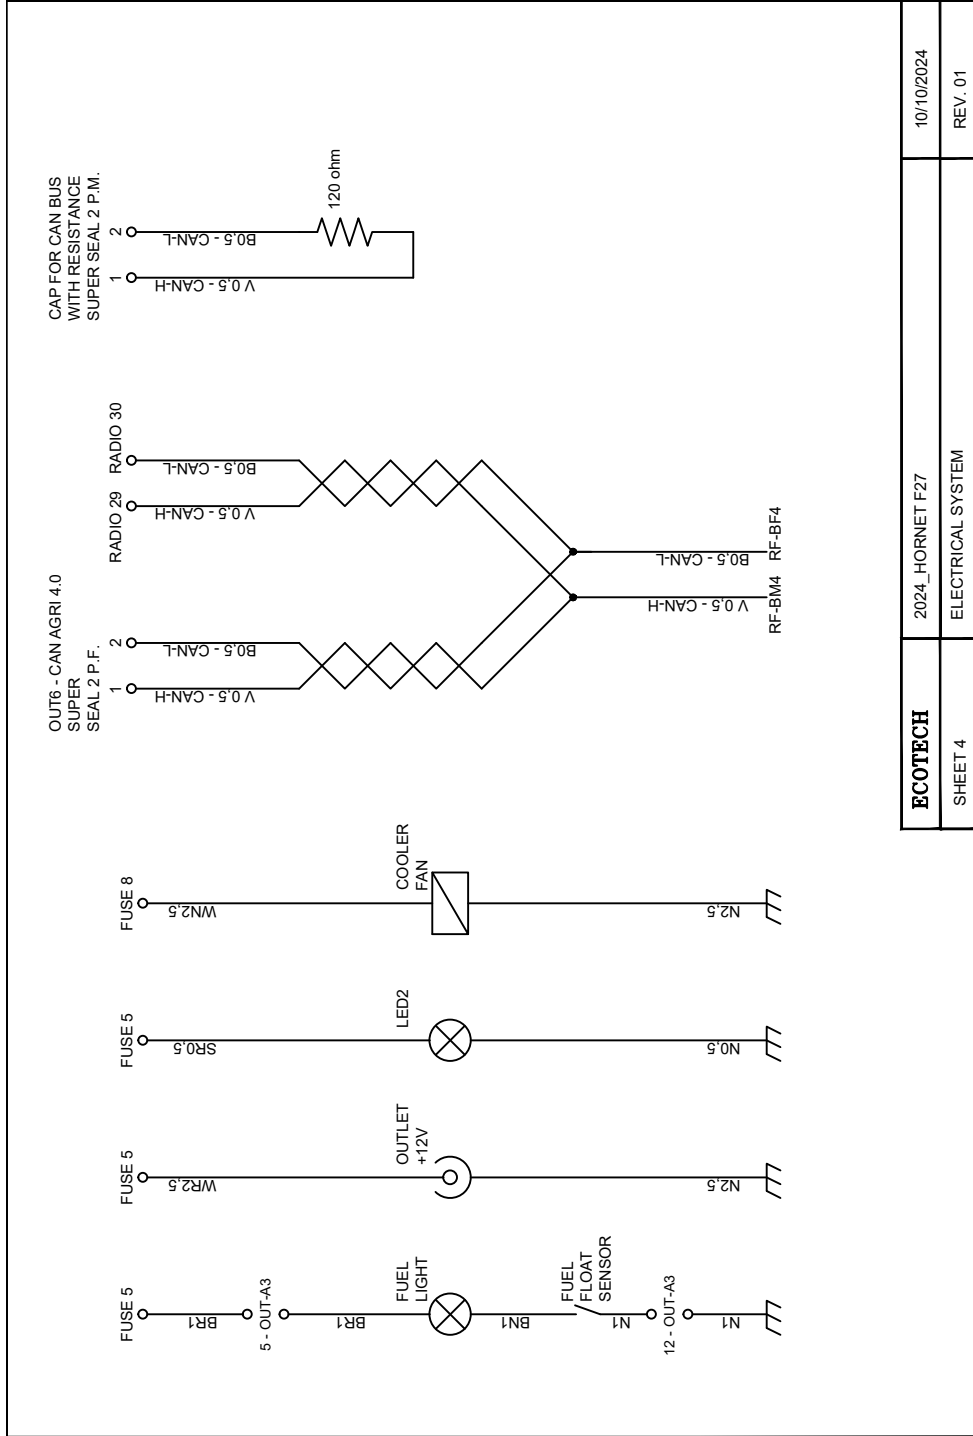 FUSE 5
BR1
5 - OUT-A3
BR1
FUEL
LIGHT
BN1
FUEL
FLOAT
SENSOR
N1
12 - OUT-A3
N1
FUSE 5
WR2,5
OUTLET
+12V
N2,5
FUSE 5
SR0,5
LED2
N0,5
FUSE 8
WN2,5
COOLER
FAN
N2,5
OUT6 - CAN AGRI 4.0
SUPER
SEAL 2 P.F.
1
2
V 0,5 - CAN-H
B0,5 - CAN-L
RADIO 29
RADIO 30
V 0,5 - CAN-H
B0,5 - CAN-L
V 0,5 - CAN-H
B0,5 - CAN-L
RF-BM4
RF-BF4
CAP FOR CAN BUS
WITH RESISTANCE
SUPER SEAL 2 P.M.
1
2
V 0,5 - CAN-H
B0,5 - CAN-L
120 ohm
ECOTECH
2024_HORNET F27
10/10/2024
SHEET 4
ELECTRICAL SYSTEM
REV. 01